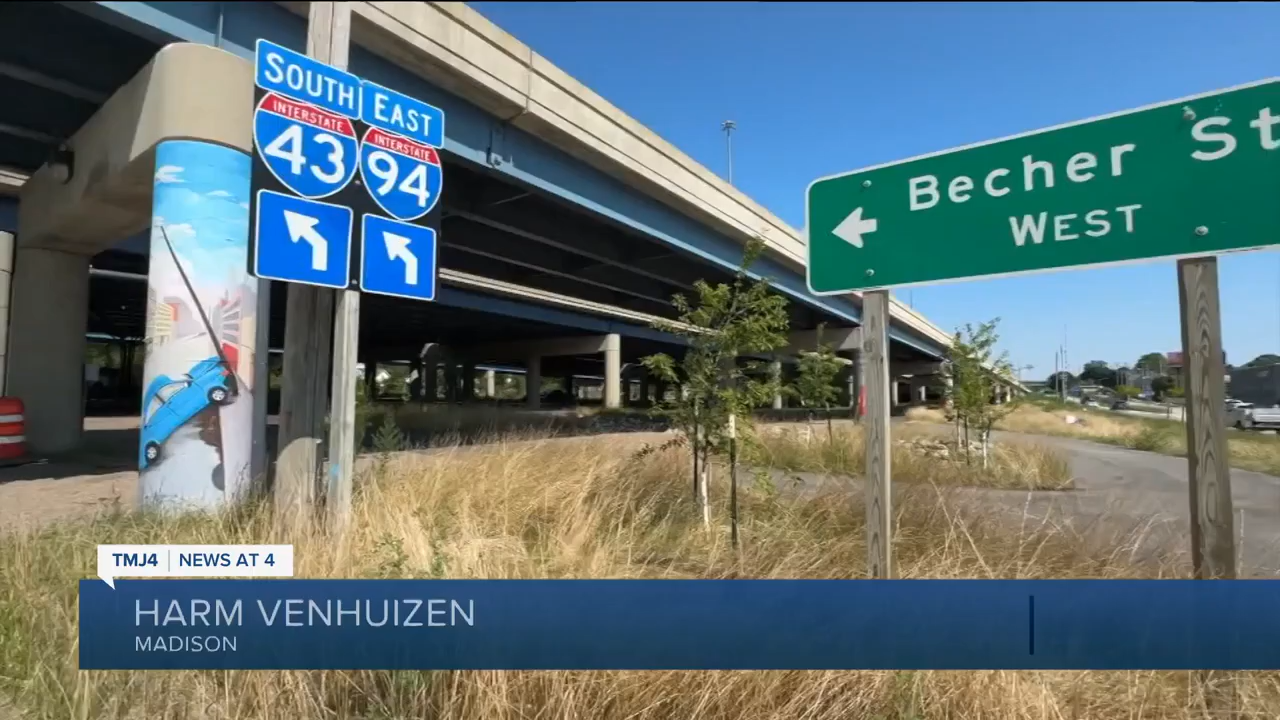 SOUTH
EAST
INTERSTATE
43
INTERSTATE
94
Becher St
WEST
TMJ4 NEWS AT 4
HARM VENHUIZEN
MADISON